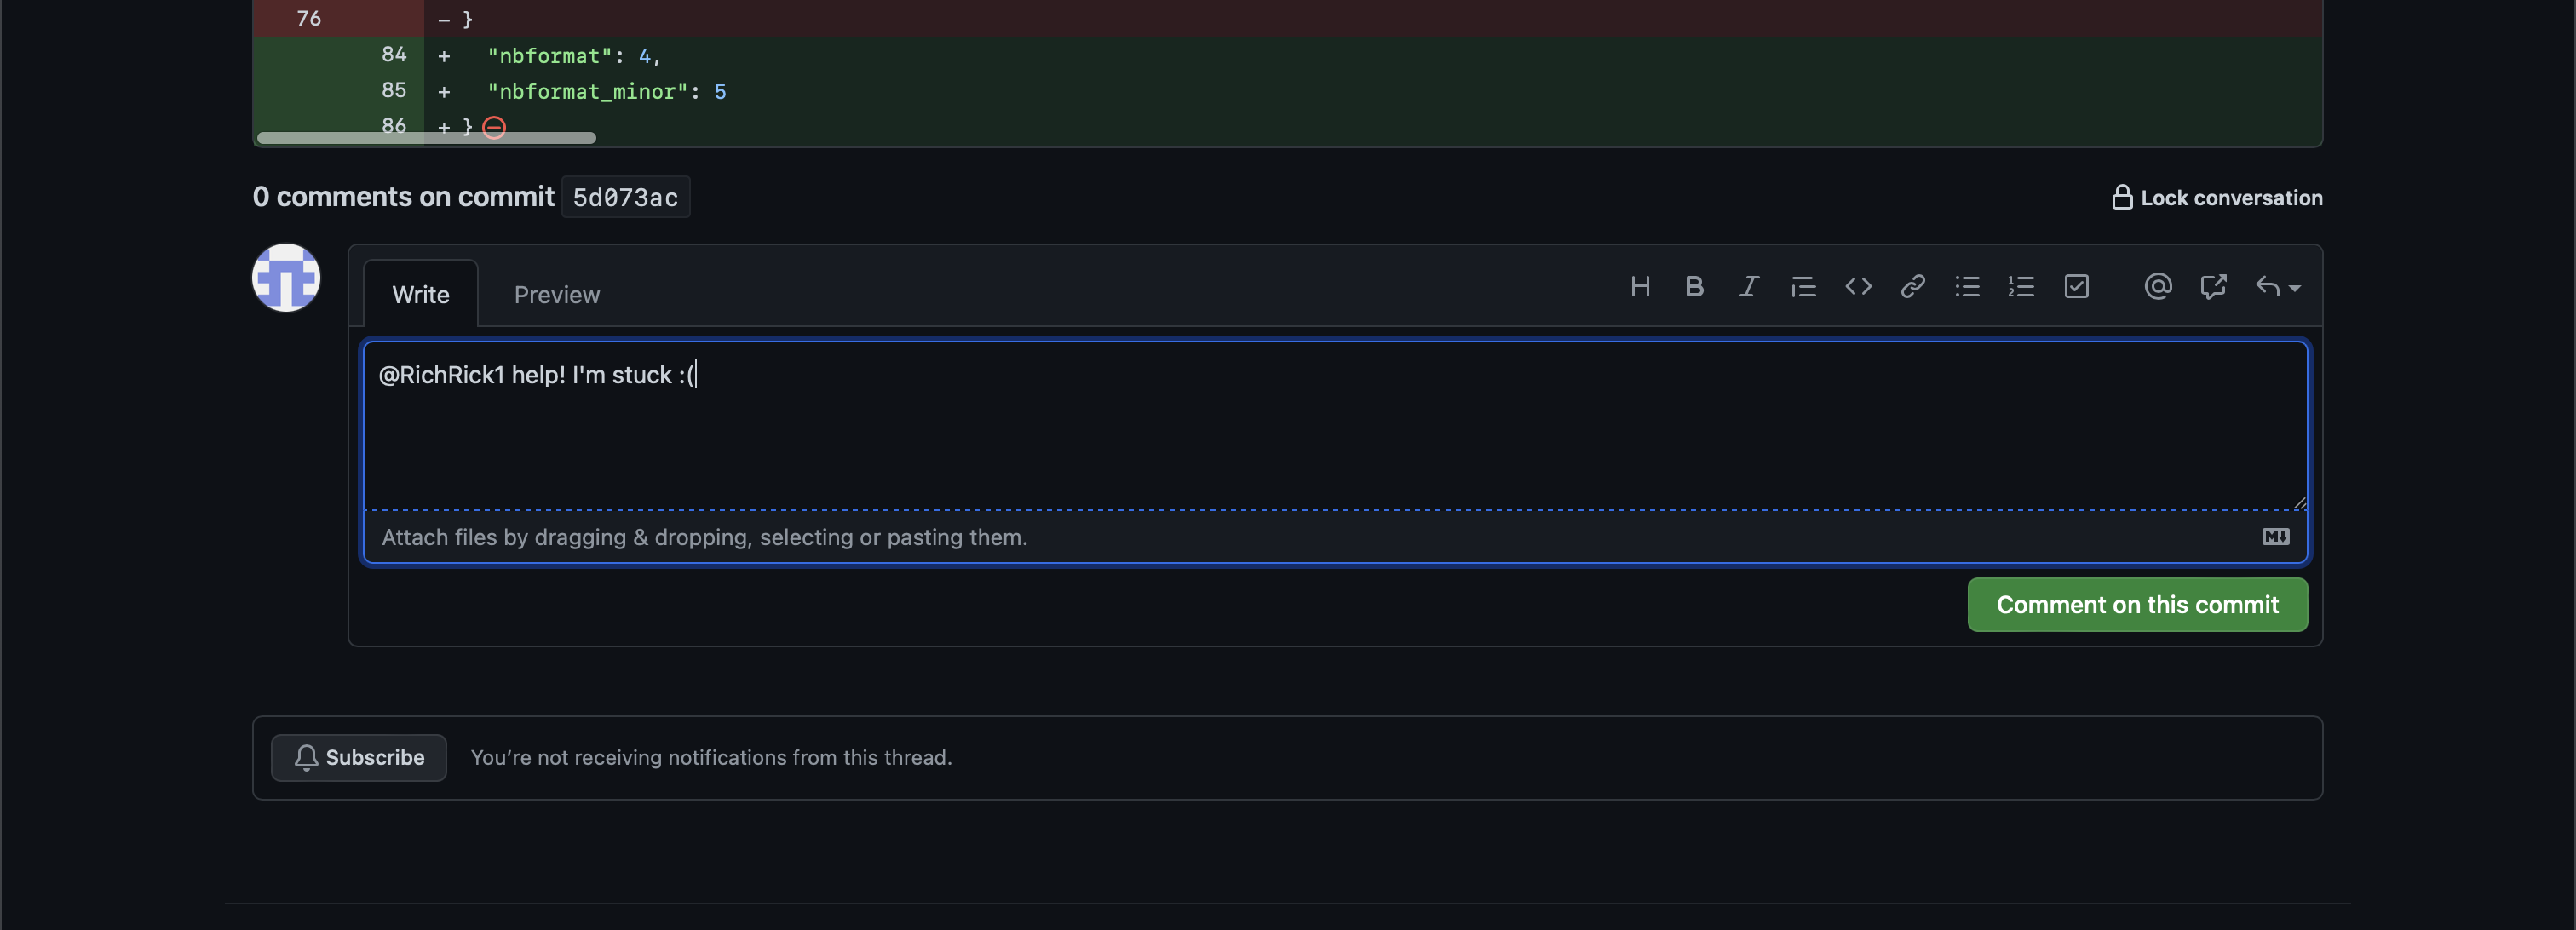 76 - }
84 + "nbformat": 4,
85 + "nbformat_minor": 5
86 + }
0 comments on commit 5d073ac
Lock conversation
Write Preview
@RichRick1 help! I'm stuck :(
Attach files by dragging & dropping, selecting or pasting them.
Comment on this commit
Subscribe You’re not receiving notifications from this thread.